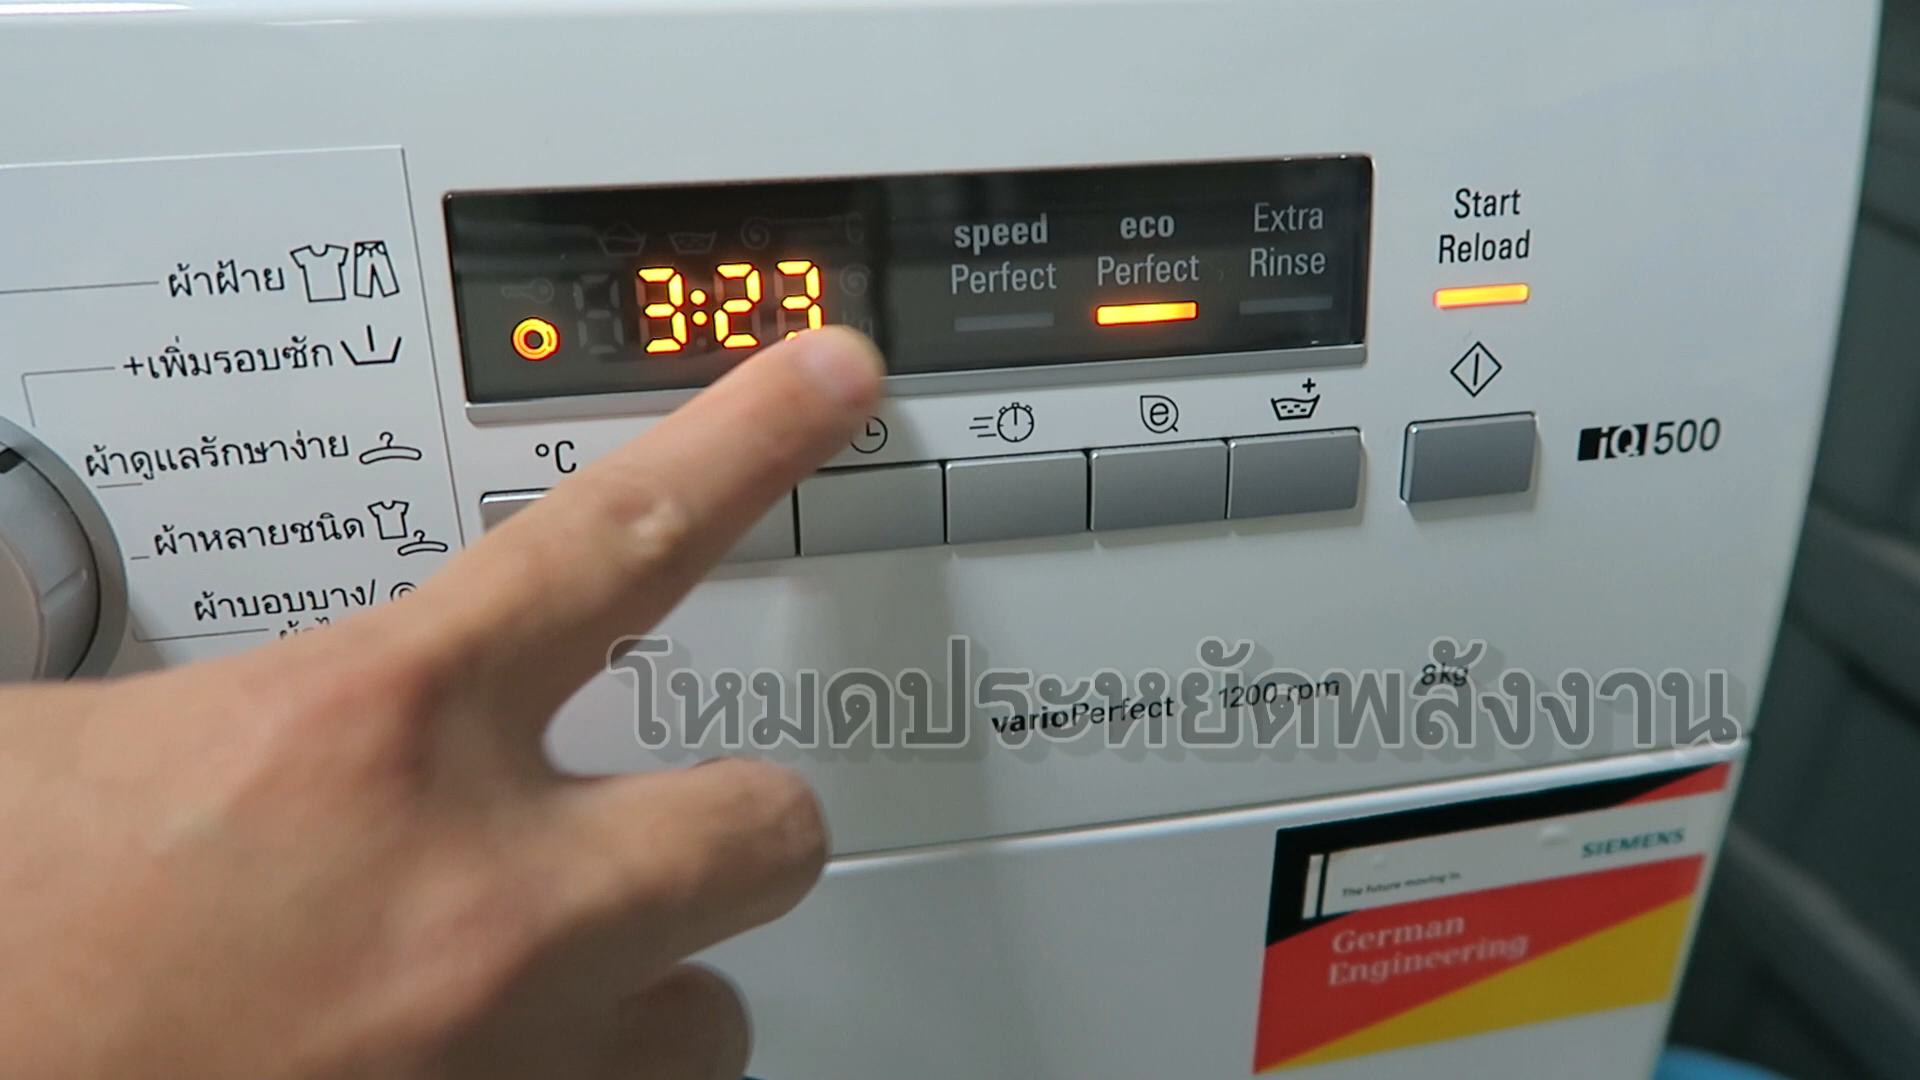 ผ้าฝ้าย
+เพิ่มรอบซัก
ผ้าดูแลรักษาง่าย
ผ้าหลายชนิด
ผ้าบอบบาง/
3:23
speed
Perfect
eco
Perfect
Extra
Rinse
Start
Reload
°C
iQ500
varioPerfect
1200 rpm
8kg
โหมดประหยัดพลังงาน
SIEMENS
The future moving in.
German
Engineering